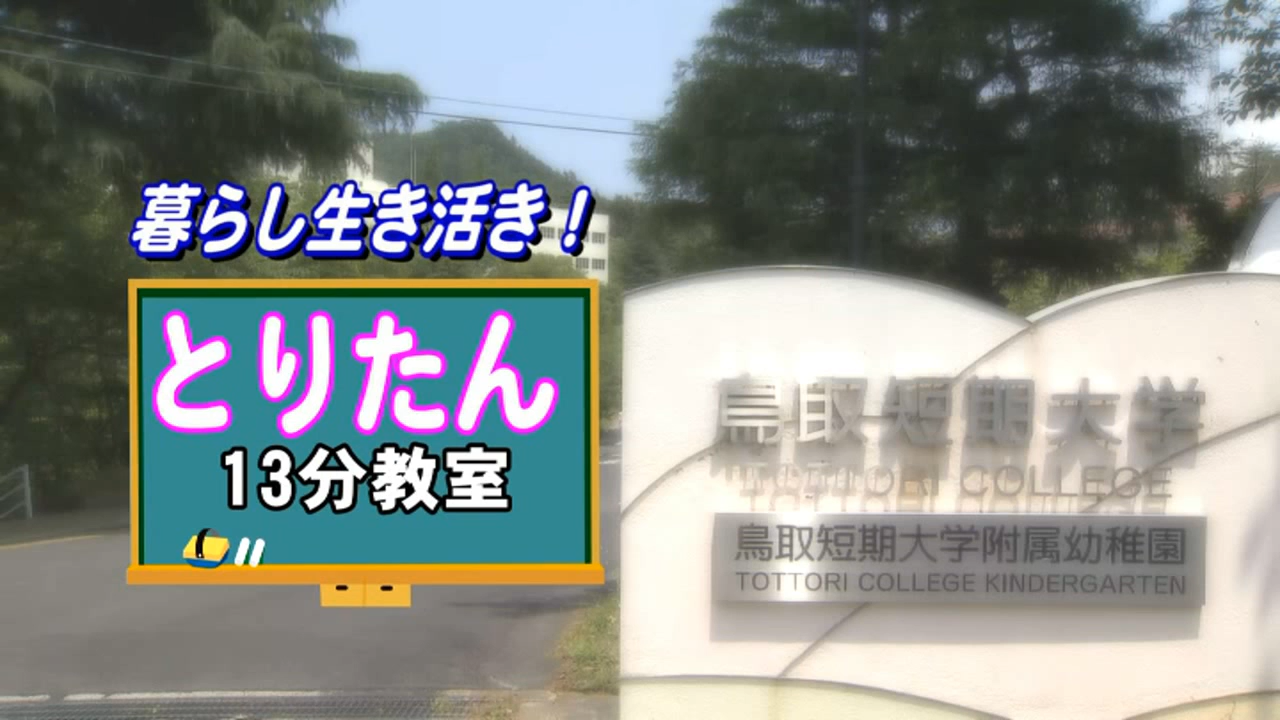 暮らし生き活き！
とりたん
13分教室
鳥取短期大学
TOTTORI COLLEGE
鳥取短期大学附属幼稚園
TOTTORI COLLEGE KINDERGARTEN